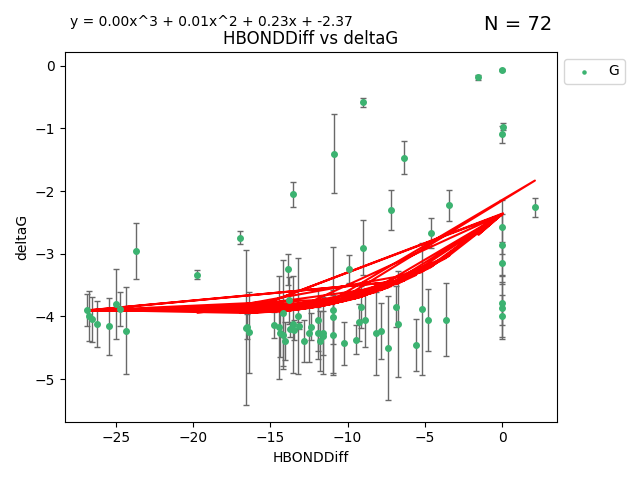 y = 0.00x^3 + 0.01x^2 + 0.23x + -2.37
N = 72
HBONDDiff vs deltaG
G
deltaG
0
−1
−2
−3
−4
−5
−25
−20
−15
−10
−5
0
HBONDDiff